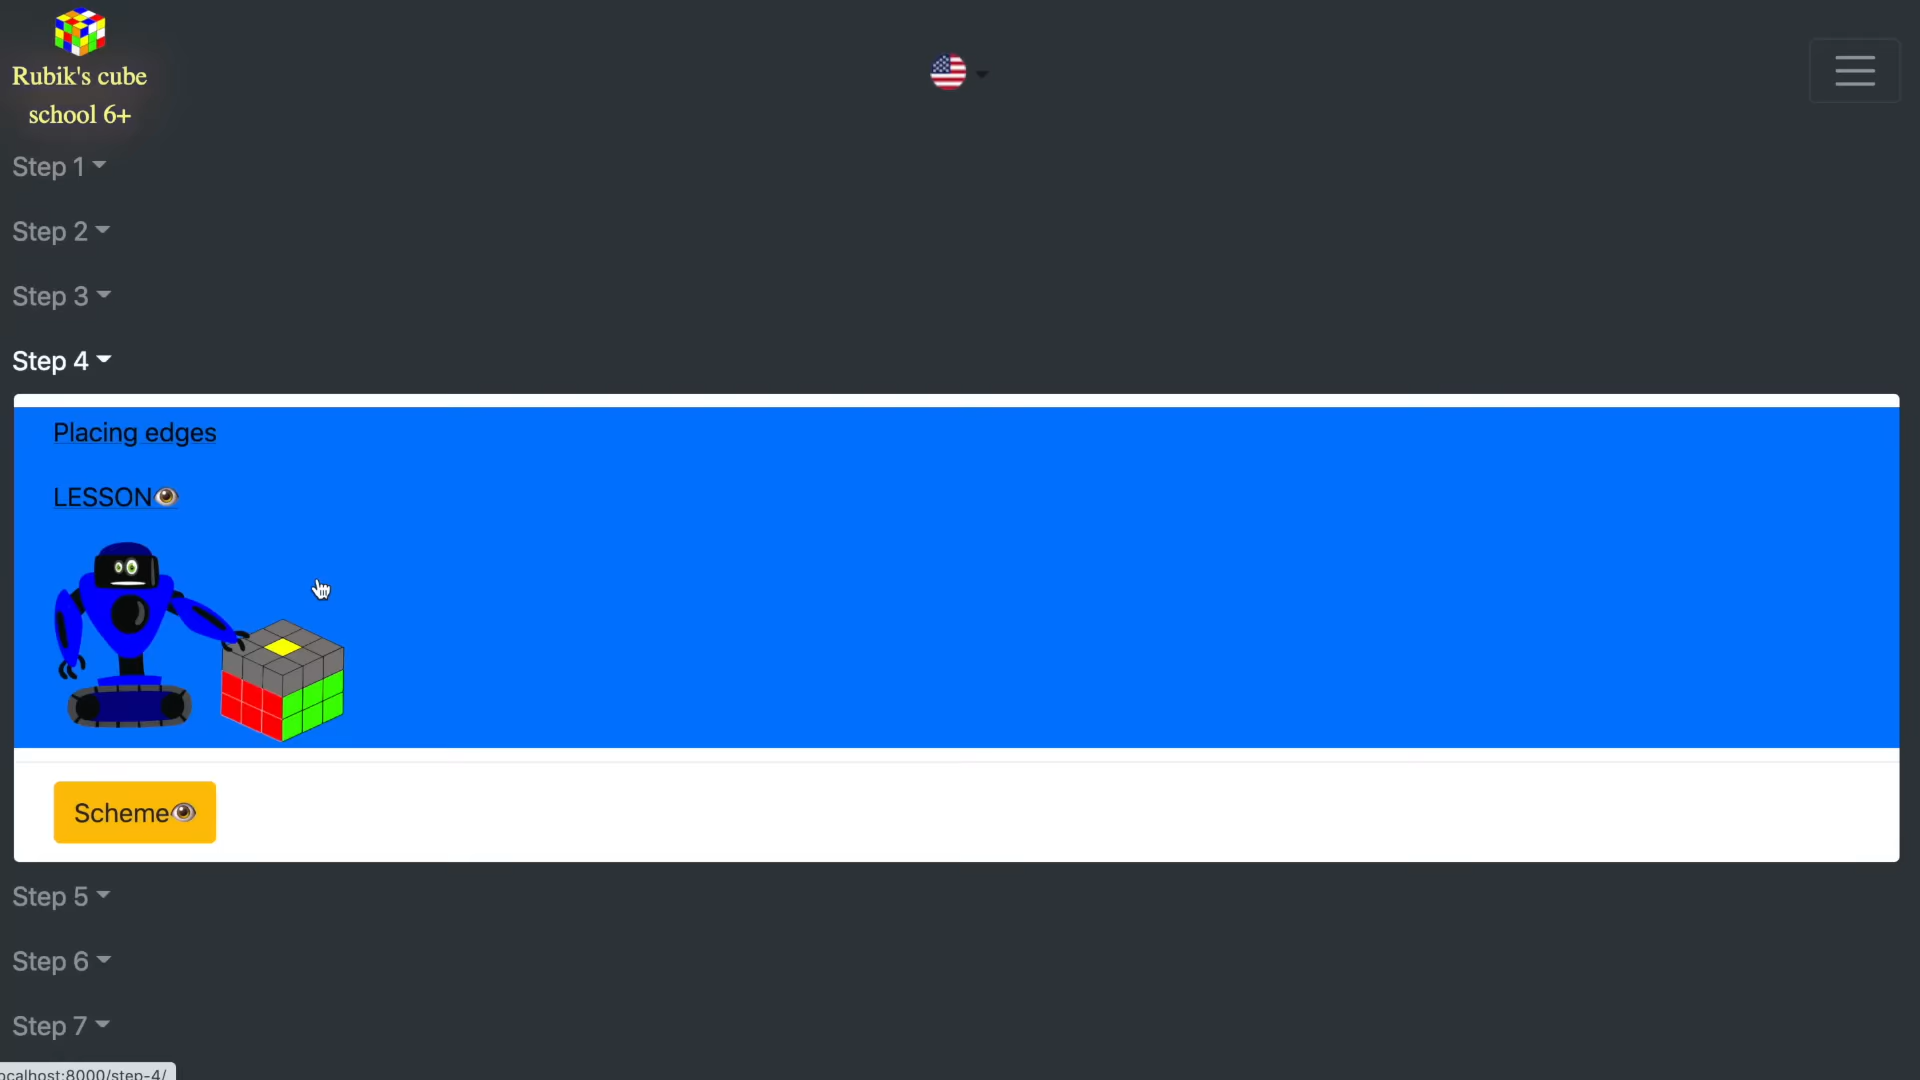 Rubik's cube
school 6+
Step 1
Step 2
Step 3
Step 4
Placing edges
LESSON
Scheme
Step 5
Step 6
Step 7
ocalhost:8000/step-4/